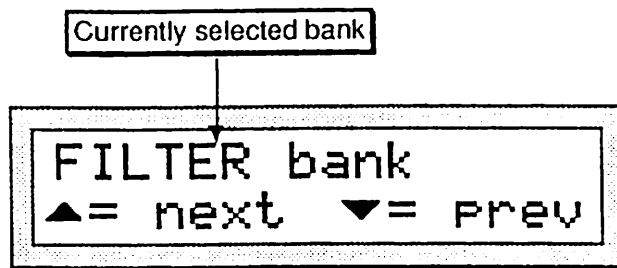 Currently selected bank
FILTER bank
▲= next ▼= prev